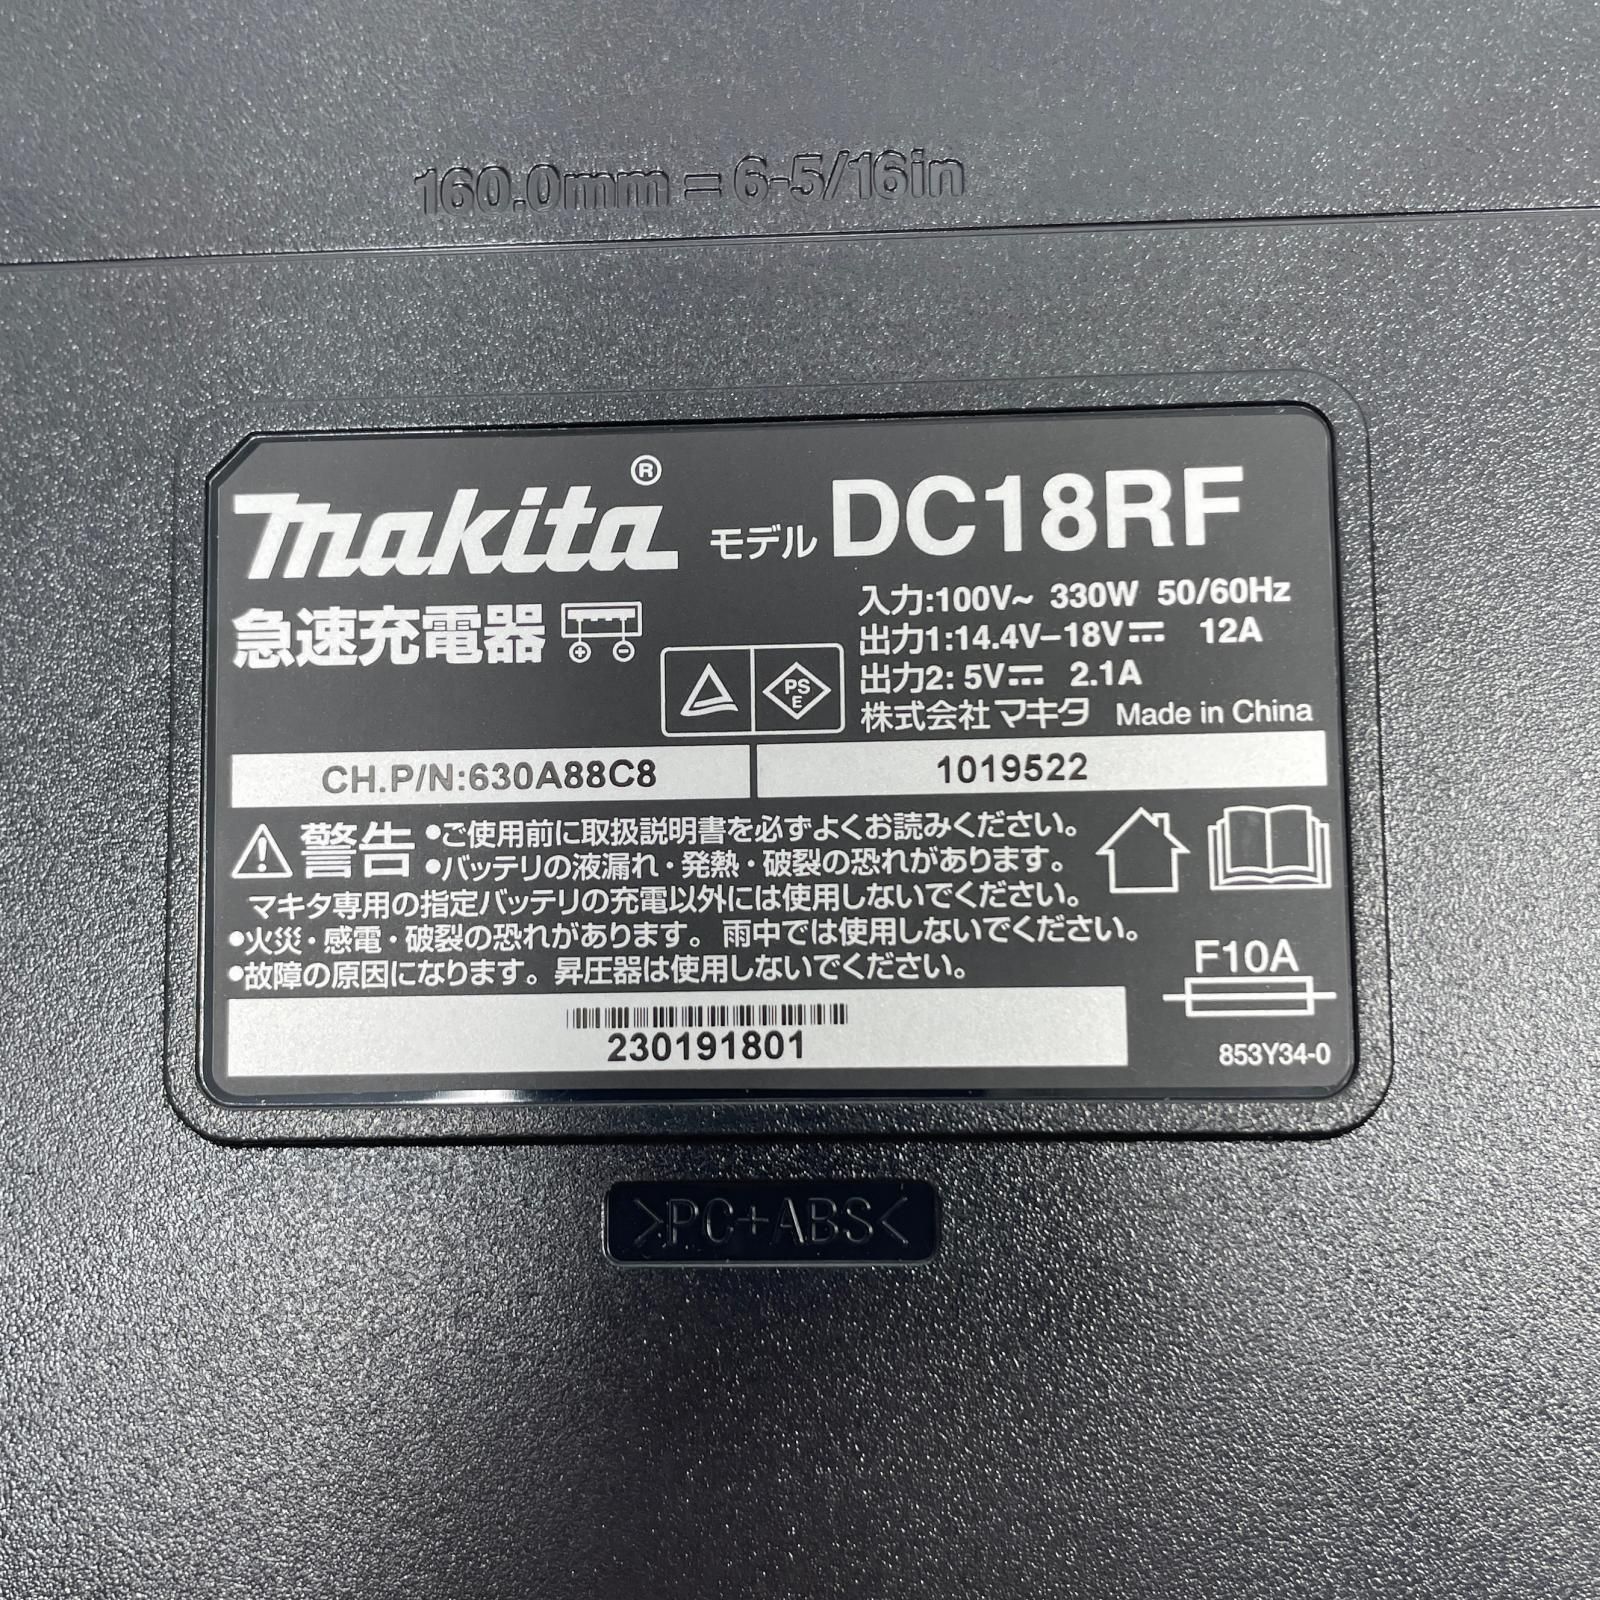 160.0mm = 6-5/16in
makita® モデル DC18RF
急速充電器
入力:100V~ 330W 50/60Hz
出力1:14.4V–18V⎓ 12A
出力2: 5V⎓ 2.1A
PS E
株式会社マキタ Made in China
CH.P/N:630A88C8 1019522
警告 •ご使用前に取扱説明書を必ずよくお読みください。
•バッテリの液漏れ・発熱・破裂の恐れがあります。
マキタ専用の指定バッテリの充電以外には使用しないでください。
•火災・感電・破裂の恐れがあります。雨中では使用しないでください。
•故障の原因になります。昇圧器は使用しないでください。
F10A
230191801
853Y34-0
>PC+ABS<